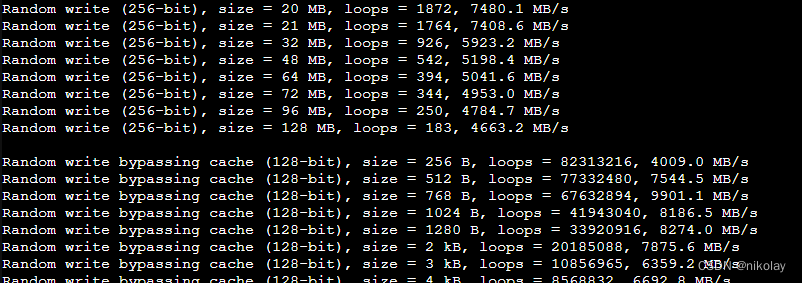 Random write (256-bit), size = 20 MB, loops = 1872, 7480.1 MB/s
Random write (256-bit), size = 21 MB, loops = 1764, 7408.6 MB/s
Random write (256-bit), size = 32 MB, loops = 926, 5923.2 MB/s
Random write (256-bit), size = 48 MB, loops = 542, 5198.4 MB/s
Random write (256-bit), size = 64 MB, loops = 394, 5041.6 MB/s
Random write (256-bit), size = 72 MB, loops = 344, 4953.0 MB/s
Random write (256-bit), size = 96 MB, loops = 250, 4784.7 MB/s
Random write (256-bit), size = 128 MB, loops = 183, 4663.2 MB/s
Random write bypassing cache (128-bit), size = 256 B, loops = 82313216, 4009.0 MB/s
Random write bypassing cache (128-bit), size = 512 B, loops = 77332480, 7544.5 MB/s
Random write bypassing cache (128-bit), size = 768 B, loops = 67632894, 9901.1 MB/s
Random write bypassing cache (128-bit), size = 1024 B, loops = 41943040, 8186.5 MB/s
Random write bypassing cache (128-bit), size = 1280 B, loops = 33920916, 8274.0 MB/s
Random write bypassing cache (128-bit), size = 2 kB, loops = 20185088, 7875.6 MB/s
Random write bypassing cache (128-bit), size = 3 kB, loops = 10856965, 6359.2 MB/s
Random write bypassing cache (128-bit), size = 4 kB, loops = 8568832, 6692.8 MB/s
CSDN @nikolay